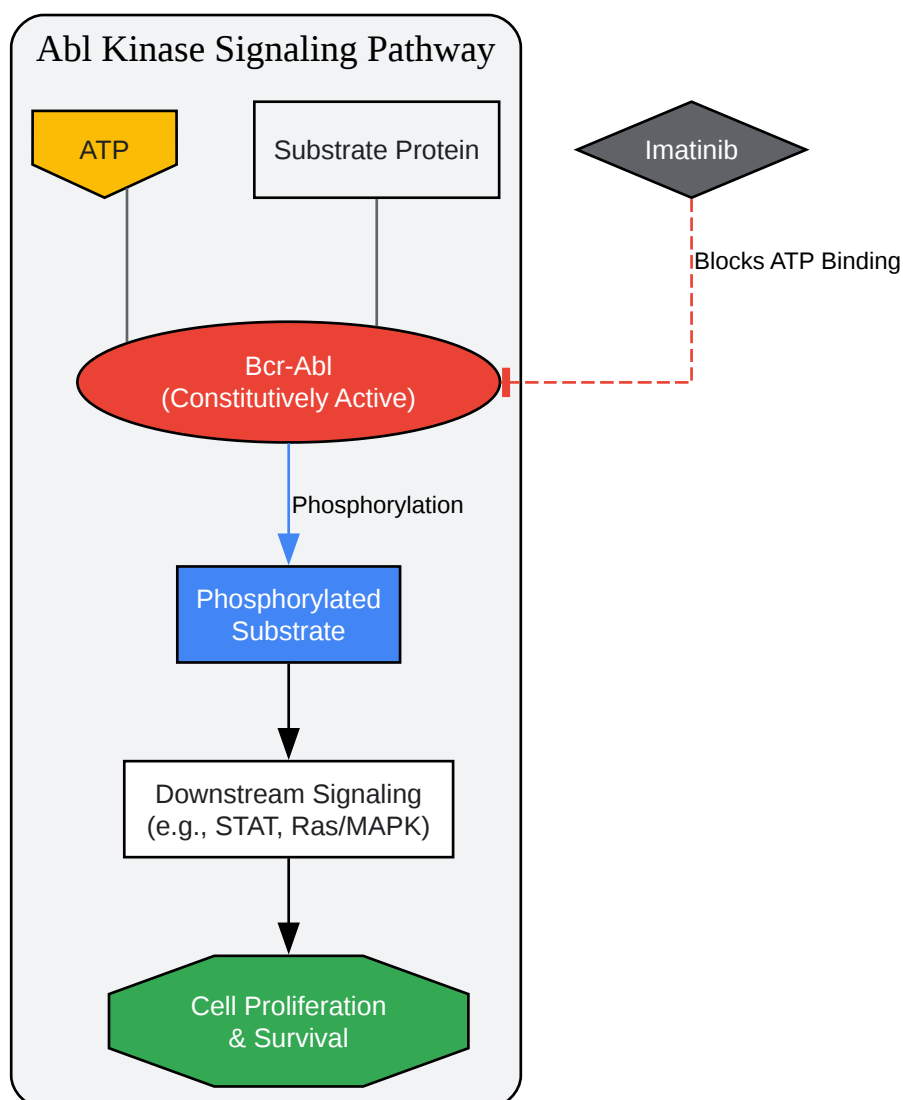 Abl Kinase Signaling Pathway
ATP
Substrate Protein
Imatinib
Blocks ATP Binding
Bcr-Abl
(Constitutively Active)
Phosphorylation
Phosphorylated
Substrate
Downstream Signaling
(e.g., STAT, Ras/MAPK)
Cell Proliferation
& Survival